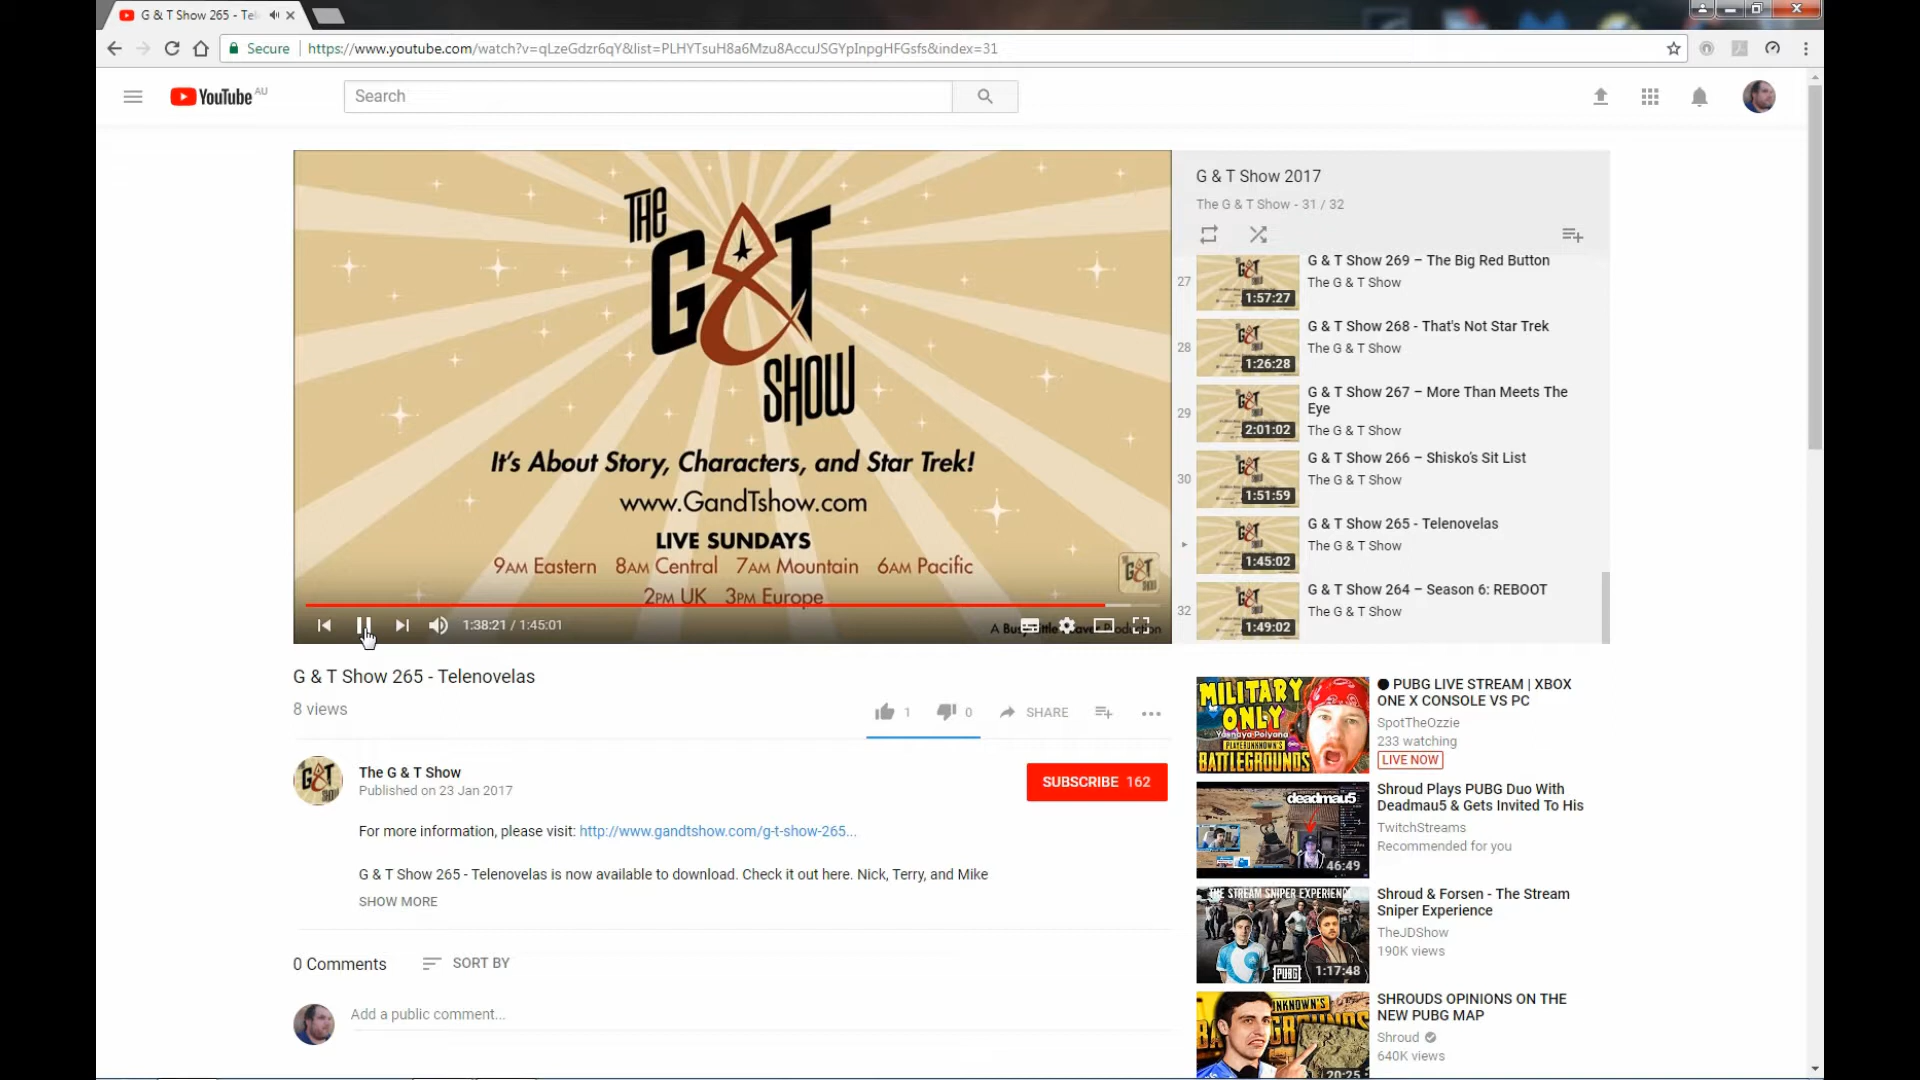 G & T Show 265 - Tel
Secure
https://www.youtube.com/watch?v=qLzeGdzr6qY&list=PLHYTsuH8a6Mzu8AccuJSGYpInpgHFGsfs&index=31
YouTube AU
Search
THE
G&T
SHOW
It's About Story, Characters, and Star Trek!
www.GandTshow.com
LIVE SUNDAYS
9AM Eastern 8AM Central 7AM Mountain 6AM Pacific
2PM UK 3PM Europe
1:38:21 / 1:45:01
G & T Show 2017
The G & T Show - 31 / 32
27
1:57:27
G & T Show 269 – The Big Red Button
The G & T Show
28
1:26:28
G & T Show 268 - That's Not Star Trek
The G & T Show
29
2:01:02
G & T Show 267 – More Than Meets The
Eye
The G & T Show
30
1:51:59
G & T Show 266 – Shisko's Sit List
The G & T Show
1:45:02
G & T Show 265 - Telenovelas
The G & T Show
32
1:49:02
G & T Show 264 – Season 6: REBOOT
The G & T Show
G & T Show 265 - Telenovelas
8 views
1
0
SHARE
The G & T Show
Published on 23 Jan 2017
SUBSCRIBE 162
For more information, please visit: http://www.gandtshow.com/g-t-show-265...
G & T Show 265 - Telenovelas is now available to download. Check it out here. Nick, Terry, and Mike
SHOW MORE
0 Comments
SORT BY
Add a public comment...
MILITARY
ONLY
Yasnaya Polyana
PLAYERUNKNOWN'S
BATTLEGROUNDS
PUBG LIVE STREAM | XBOX
ONE X CONSOLE VS PC
SpotTheOzzie
233 watching
LIVE NOW
deadmau5
46:49
Shroud Plays PUBG Duo With
Deadmau5 & Gets Invited To His
TwitchStreams
Recommended for you
THE STREAM SNIPER EXPERIENCE
PUBG
1:17:48
Shroud & Forsen - The Stream
Sniper Experience
TheJDShow
190K views
20:25
SHROUDS OPINIONS ON THE
NEW PUBG MAP
Shroud
640K views